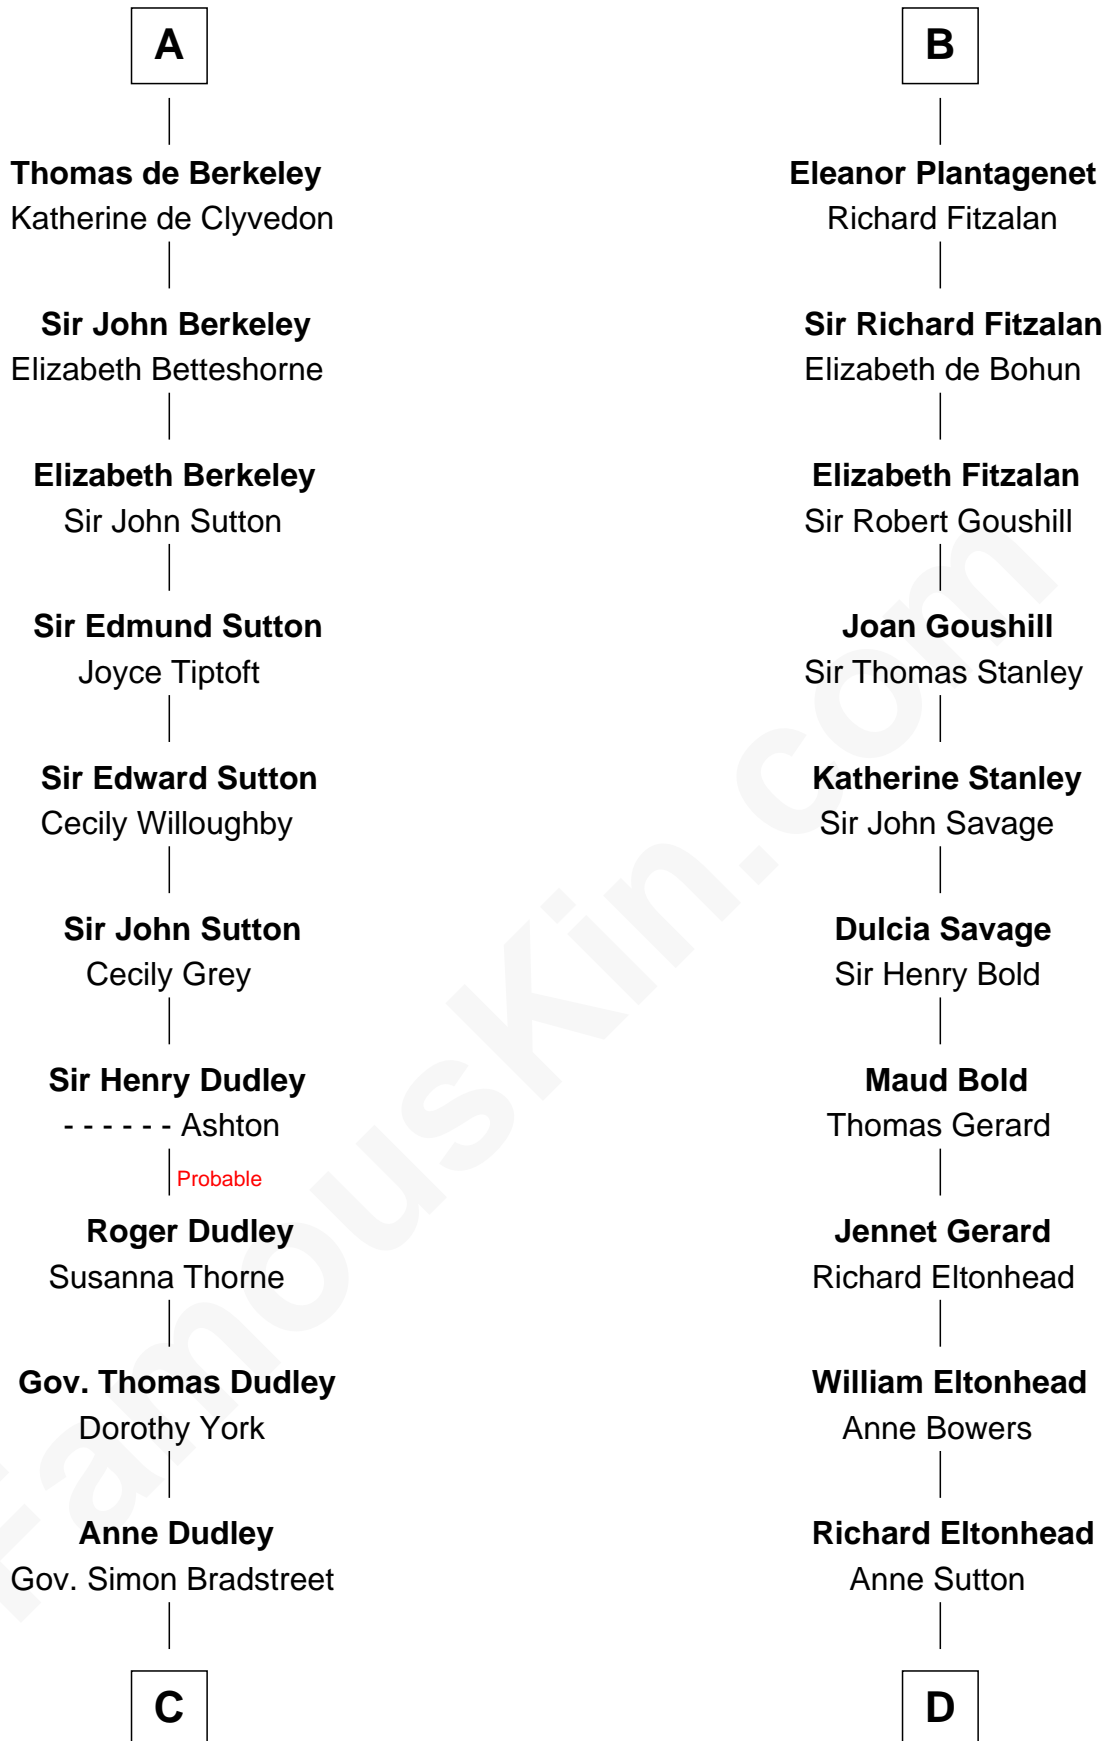 A
Thomas de Berkeley
Katherine de Clyvedon
Sir John Berkeley
Elizabeth Betteshorne
Elizabeth Berkeley
Sir John Sutton
Sir Edmund Sutton
Joyce Tiptoft
Sir Edward Sutton
Cecily Willoughby
Sir John Sutton
Cecily Grey
Sir Henry Dudley
- - - - - - Ashton
Probable
Roger Dudley
Susanna Thorne
Gov. Thomas Dudley
Dorothy York
Anne Dudley
Gov. Simon Bradstreet
C
B
Eleanor Plantagenet
Richard Fitzalan
Sir Richard Fitzalan
Elizabeth de Bohun
Elizabeth Fitzalan
Sir Robert Goushill
Joan Goushill
Sir Thomas Stanley
Katherine Stanley
Sir John Savage
Dulcia Savage
Sir Henry Bold
Maud Bold
Thomas Gerard
Jennet Gerard
Richard Eltonhead
William Eltonhead
Anne Bowers
Richard Eltonhead
Anne Sutton
D
FamousKin.com